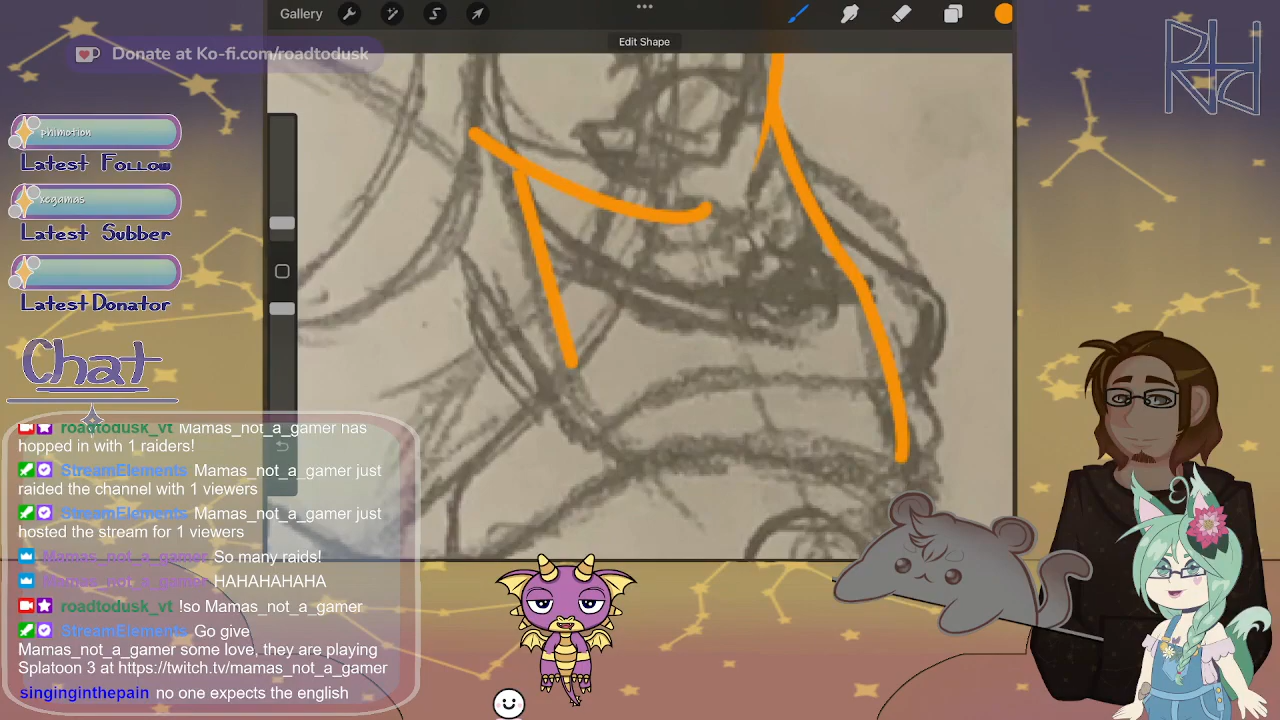 Gallery
Edit Shape
Donate at Ko-fi.com/roadtodusk
phimotion
Latest Follow
xcgamas
Latest Subber
Latest Donator
Chat
roadtodusk_vt Mamas_not_a_gamer has
hopped in with 1 raiders!
StreamElements Mamas_not_a_gamer just
raided the channel with 1 viewers
StreamElements Mamas_not_a_gamer just
hosted the stream for 1 viewers
Mamas_not_a_gamer So many raids!
Mamas_not_a_gamer HAHAHAHAHA
roadtodusk_vt !so Mamas_not_a_gamer
StreamElements Go give
Mamas_not_a_gamer some love, they are playing
Splatoon 3 at https://twitch.tv/mamas_not_a_gamer
singinginthepain no one expects the english